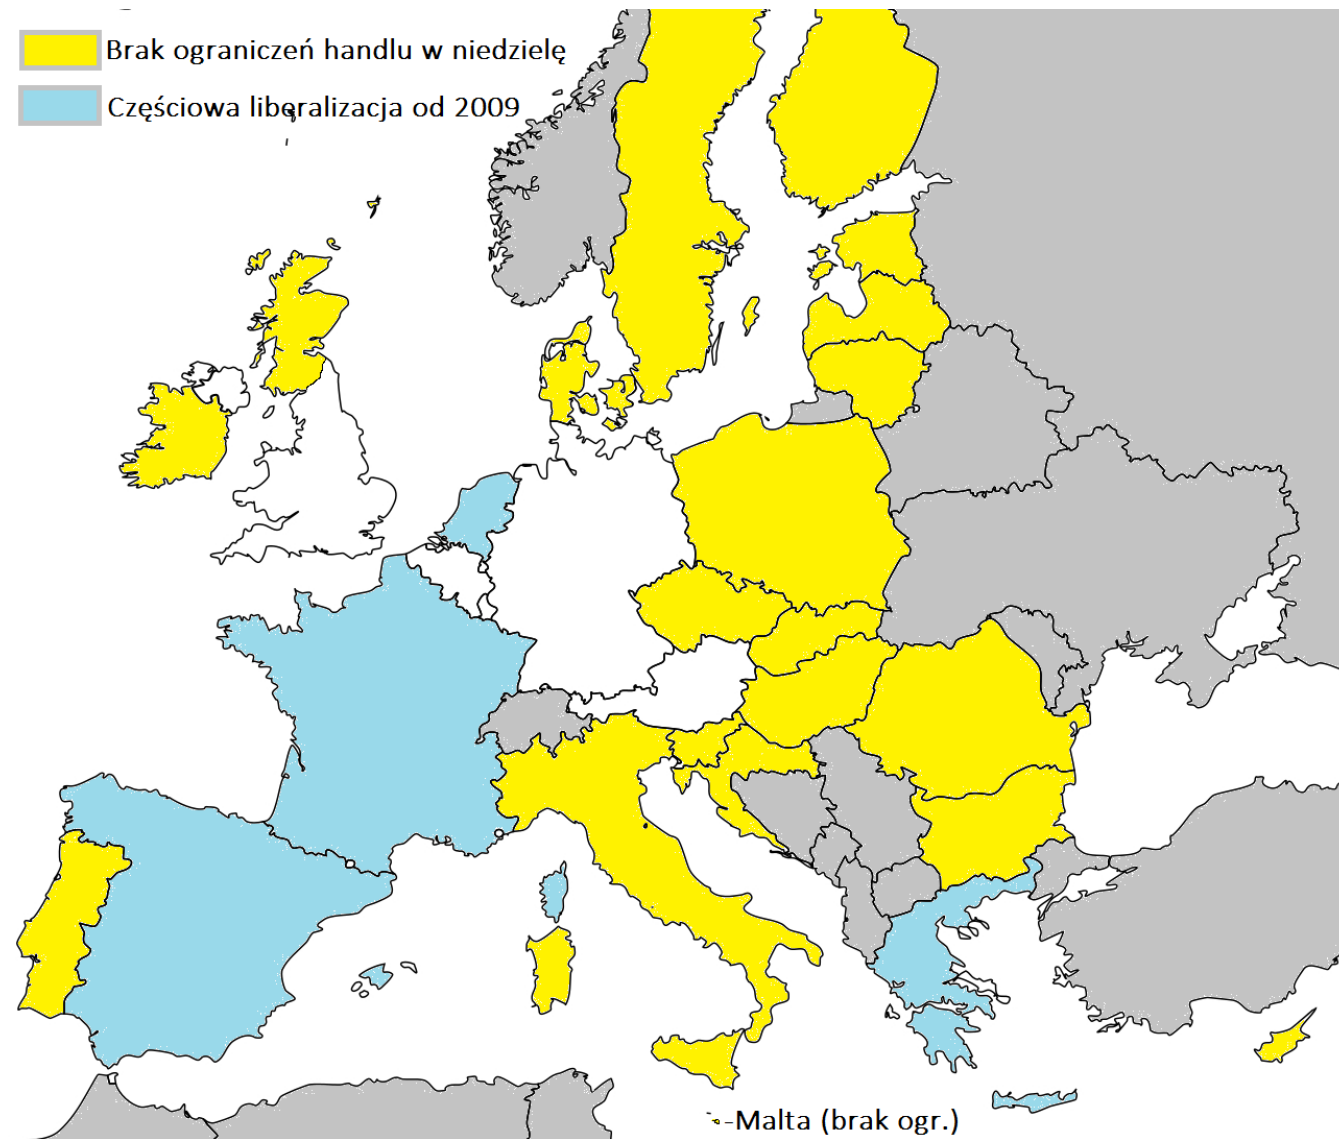 Brak ograniczeń handlu w niedzielę
Częściowa liberalizacja od 2009
-Malta (brak ogr.)